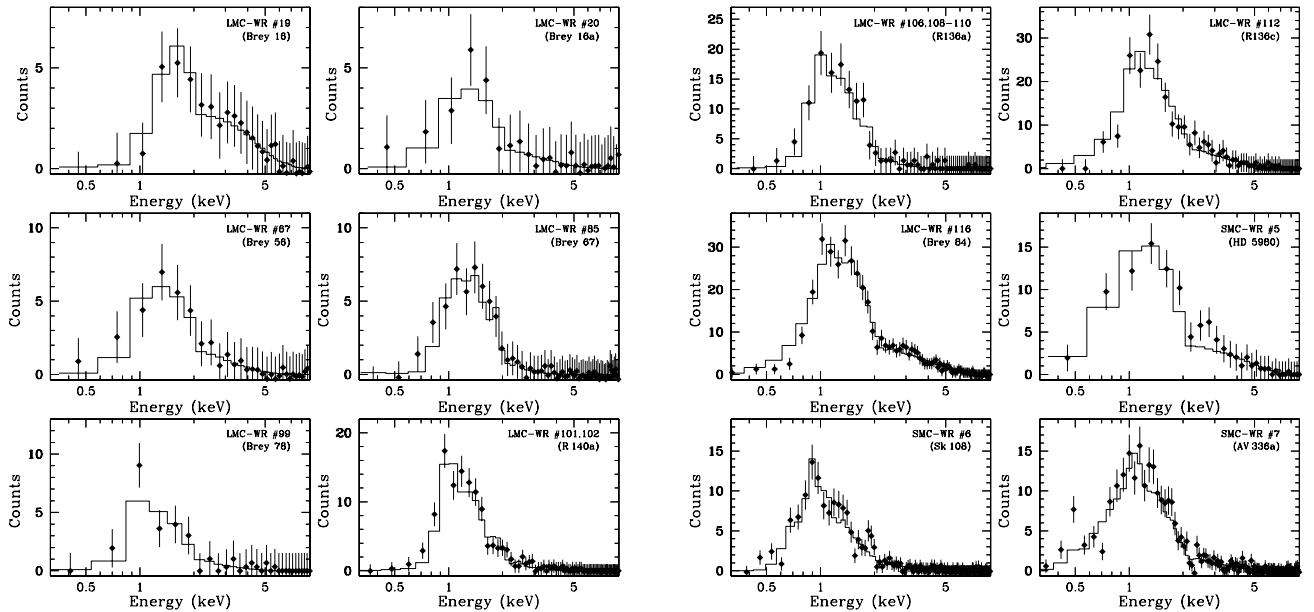 LMC-WR #19
(Brey 16)
Counts
0
5
0.5
1
5
Energy (keV)
LMC-WR #20
(Brey 16a)
Counts
0
5
0.5
1
5
Energy (keV)
LMC-WR #106,108-110
(R136a)
Counts
0
5
10
15
20
25
0.5
1
5
Energy (keV)
LMC-WR #112
(R136c)
Counts
0
10
20
30
0.5
1
5
Energy (keV)
LMC-WR #67
(Brey 56)
Counts
0
5
10
0.5
1
5
Energy (keV)
LMC-WR #85
(Brey 67)
Counts
0
5
10
0.5
1
5
Energy (keV)
LMC-WR #116
(Brey 84)
Counts
0
10
20
30
0.5
1
5
Energy (keV)
SMC-WR #5
(HD 5980)
Counts
0
5
10
15
0.5
1
5
Energy (keV)
LMC-WR #99
(Brey 78)
Counts
0
5
10
0.5
1
5
Energy (keV)
LMC-WR #101,102
(R 140a)
Counts
0
10
20
0.5
1
5
Energy (keV)
SMC-WR #6
(Sk 108)
Counts
0
5
10
15
0.5
1
5
Energy (keV)
SMC-WR #7
(AV 336a)
Counts
0
5
10
15
0.5
1
5
Energy (keV)